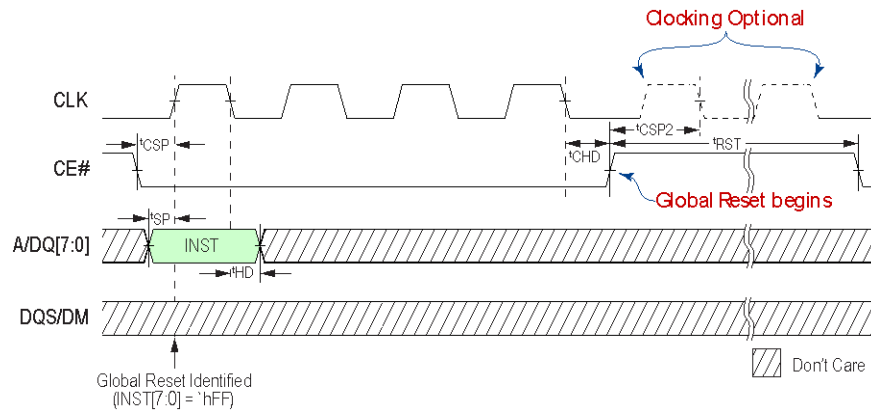 Clocking Optional
CLK
tCSP
tCHD
tCSP2
tRST
CE#
Global Reset begins
tSP
A/DQ[7:0]
INST
tHD
DQS/DM
Don't Care
Global Reset Identified
(INST[7:0] = `hFF)